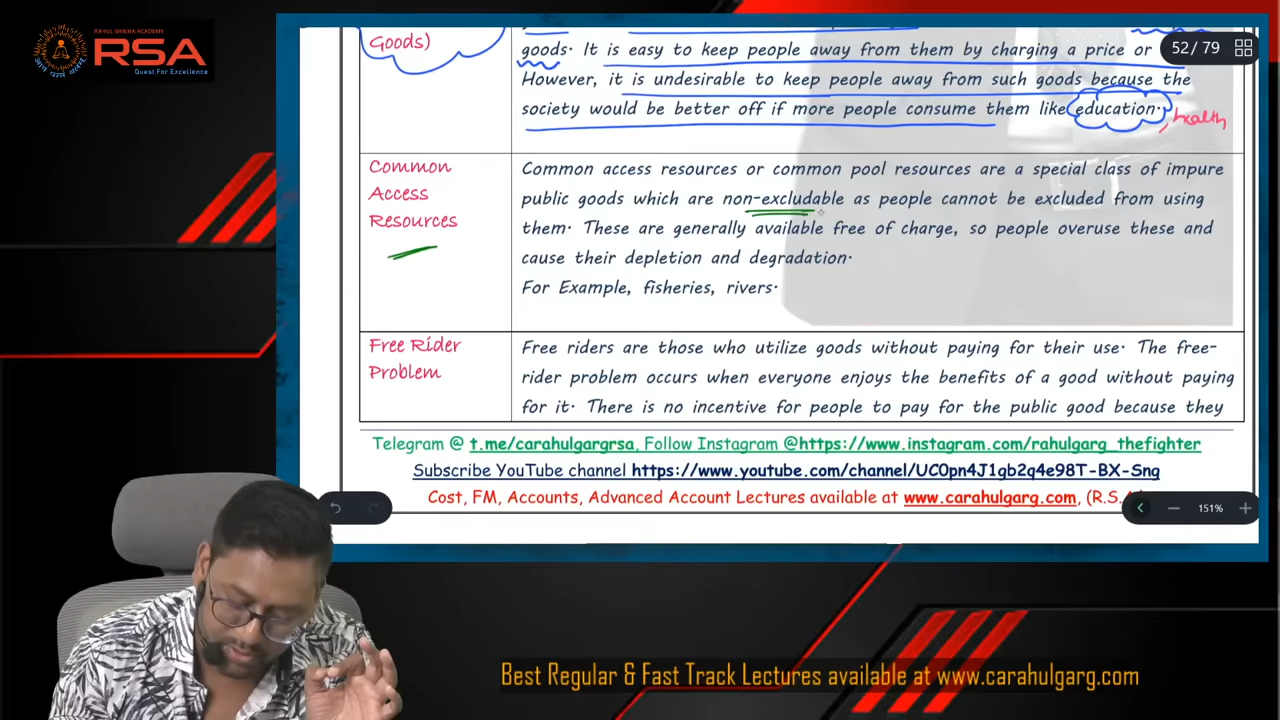 RAHUL SHIKHA ACADEMY
RSA
Quest For Excellence
52 / 79
Goods)
goods. It is easy to keep people away from them by charging a price or
However, it is undesirable to keep people away from such goods because the
society would be better off if more people consume them like education.
, health
Common
Access
Resources
Common access resources or common pool resources are a special class of impure
public goods which are non-excludable as people cannot be excluded from using
them. These are generally available free of charge, so people overuse these and
cause their depletion and degradation.
For Example, fisheries, rivers.
Free Rider
Problem
Free riders are those who utilize goods without paying for their use. The free-
rider problem occurs when everyone enjoys the benefits of a good without paying
for it. There is no incentive for people to pay for the public good because they
Telegram @ t.me/carahulgargrsa, Follow Instagram @https://www.instagram.com/rahulgarg_thefighter
Subscribe YouTube channel https://www.youtube.com/channel/UC0pn4J1gb2q4e98T-BX-Sng
Cost, FM, Accounts, Advanced Account Lectures available at www.carahulgarg.com, (R.S.
151%
Best Regular & Fast Track Lectures available at www.carahulgarg.com